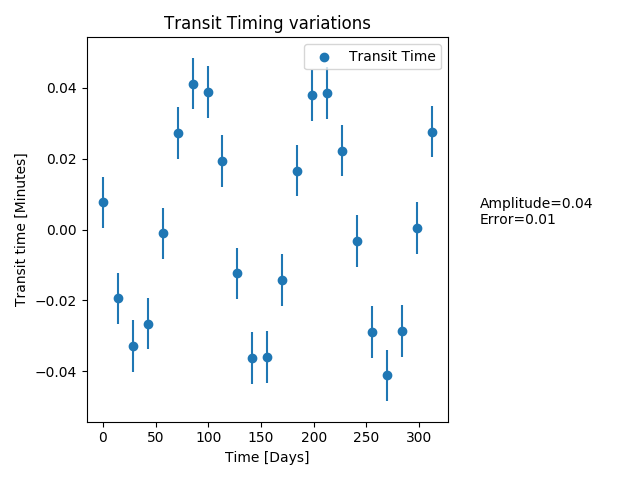 Transit Timing variations
Transit Time
0.04
0.02
0.00
−0.02
−0.04
Transit time [Minutes]
Amplitude=0.04
Error=0.01
0 50 100 150 200 250 300
Time [Days]